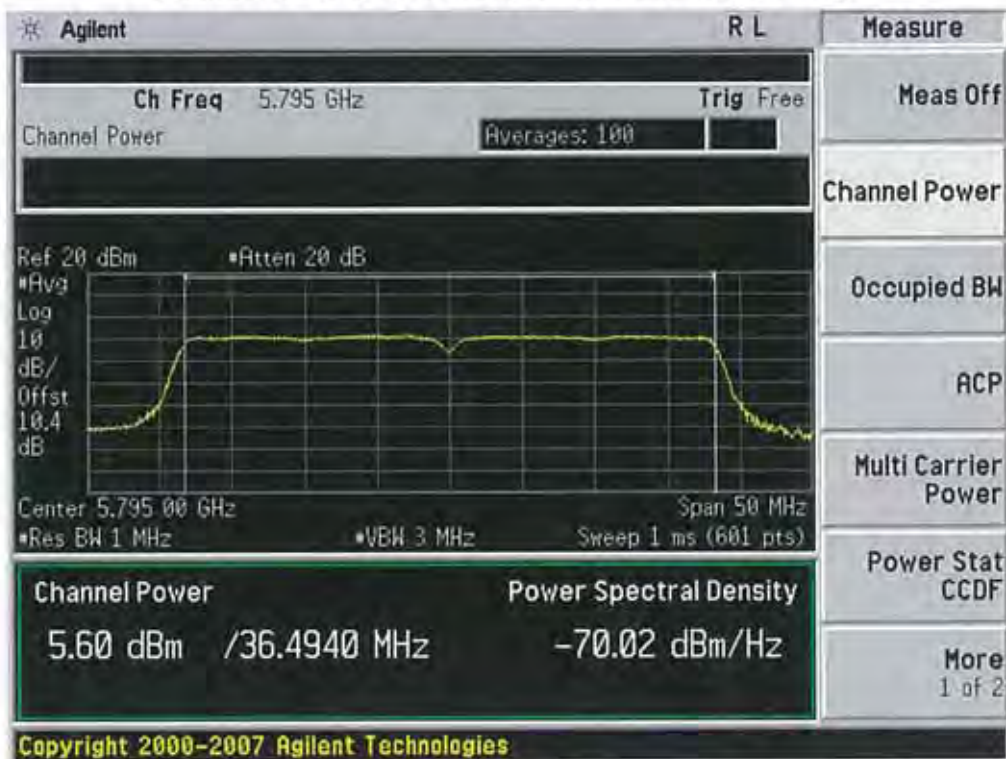 Agilent R L
Ch Freq 5.795 GHz Trig Free
Channel Power Averages: 100
Ref 20 dBm *Atten 20 dB
*Avg
Log
10
dB/
Offst
10.4
dB
Center 5.795 00 GHz Span 50 MHz
*Res BW 1 MHz *VBW 3 MHz Sweep 1 ms (601 pts)
Channel Power Power Spectral Density
5.60 dBm /36.4940 MHz -70.02 dBm/Hz
Copyright 2000-2007 Agilent Technologies
Measure
Meas Off
Channel Power
Occupied BW
ACP
Multi Carrier
Power
Power Stat
CCDF
More
1 of 2